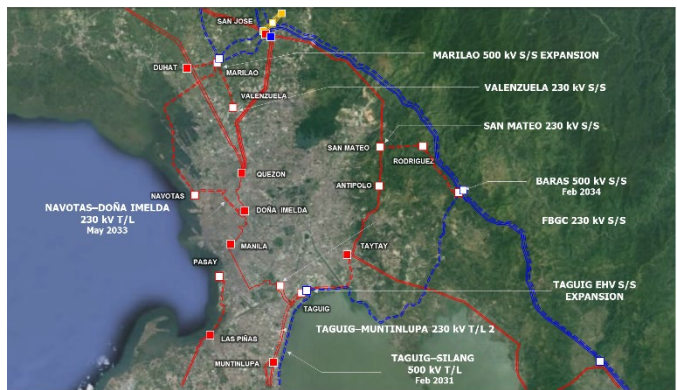 SAN JOSE
MARILAO 500 kV S/S EXPANSION
DUHAT
MARILAO
VALENZUELA 230 kV S/S
VALENZUELA
SAN MATEO 230 kV S/S
SAN MATEO
RODRIGUEZ
QUEZON
BARAS 500 kV S/S
Feb 2034
ANTIPOLO
NAVOTAS
NAVOTAS–DOÑA IMELDA
230 kV T/L
May 2033
DOÑA IMELDA
FBGC 230 kV S/S
MANILA
TAYTAY
PASAY
TAGUIG EHV S/S
EXPANSION
TAGUIG
TAGUIG–MUNTINLUPA 230 kV T/L 2
LAS PIÑAS
TAGUIG–SILANG
500 kV T/L
Feb 2031
MUNTINLUPA